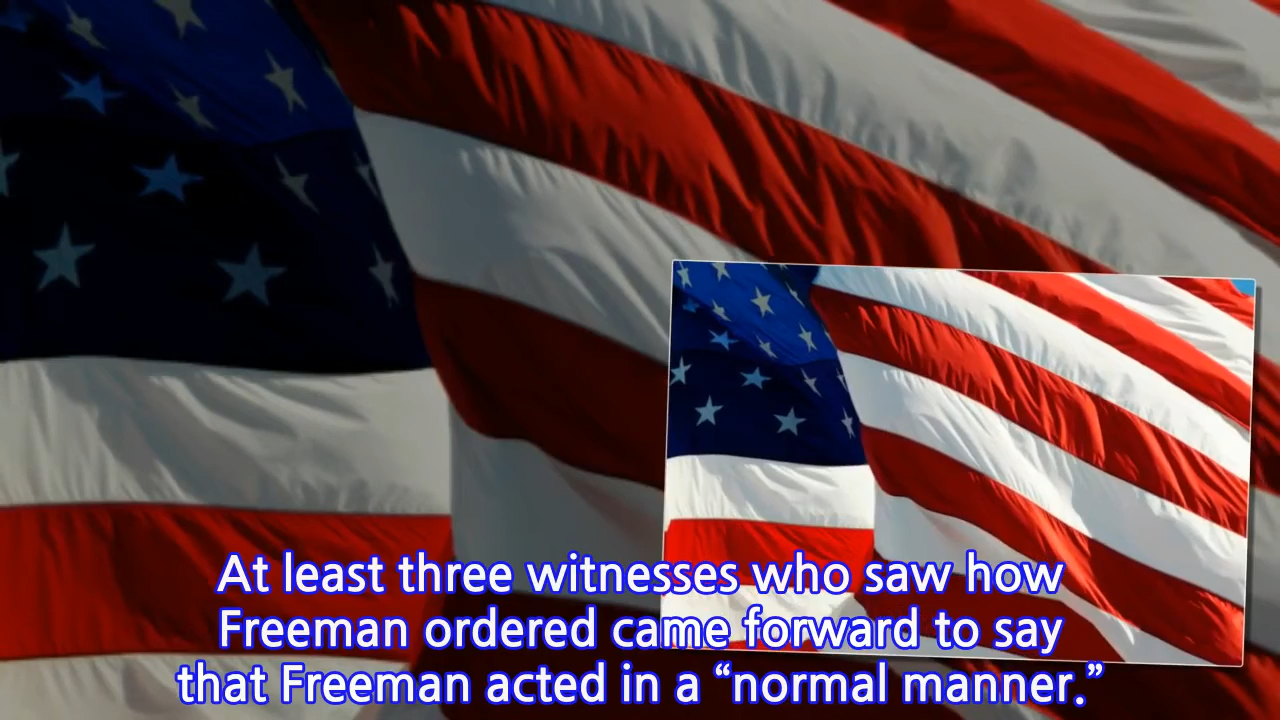 At least three witnesses who saw how
Freeman ordered came forward to say
that Freeman acted in a “normal manner.”